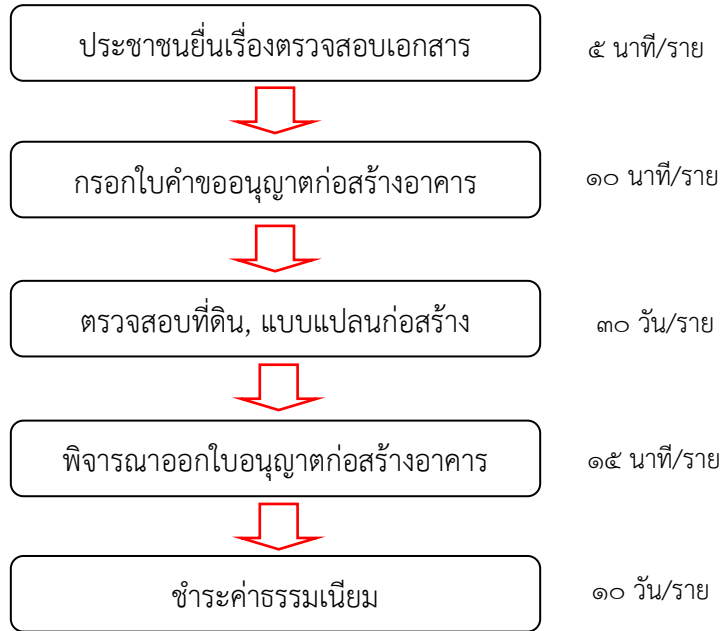 ประชาชนยื่นเรื่องตรวจสอบเอกสาร ๕ นาที/ราย
กรอกใบคำขออนุญาตก่อสร้างอาคาร ๑๐ นาที/ราย
ตรวจสอบที่ดิน, แบบแปลนก่อสร้าง ๓๐ วัน/ราย
พิจารณาออกใบอนุญาตก่อสร้างอาคาร ๑๕ นาที/ราย
ชำระค่าธรรมเนียม ๑๐ วัน/ราย